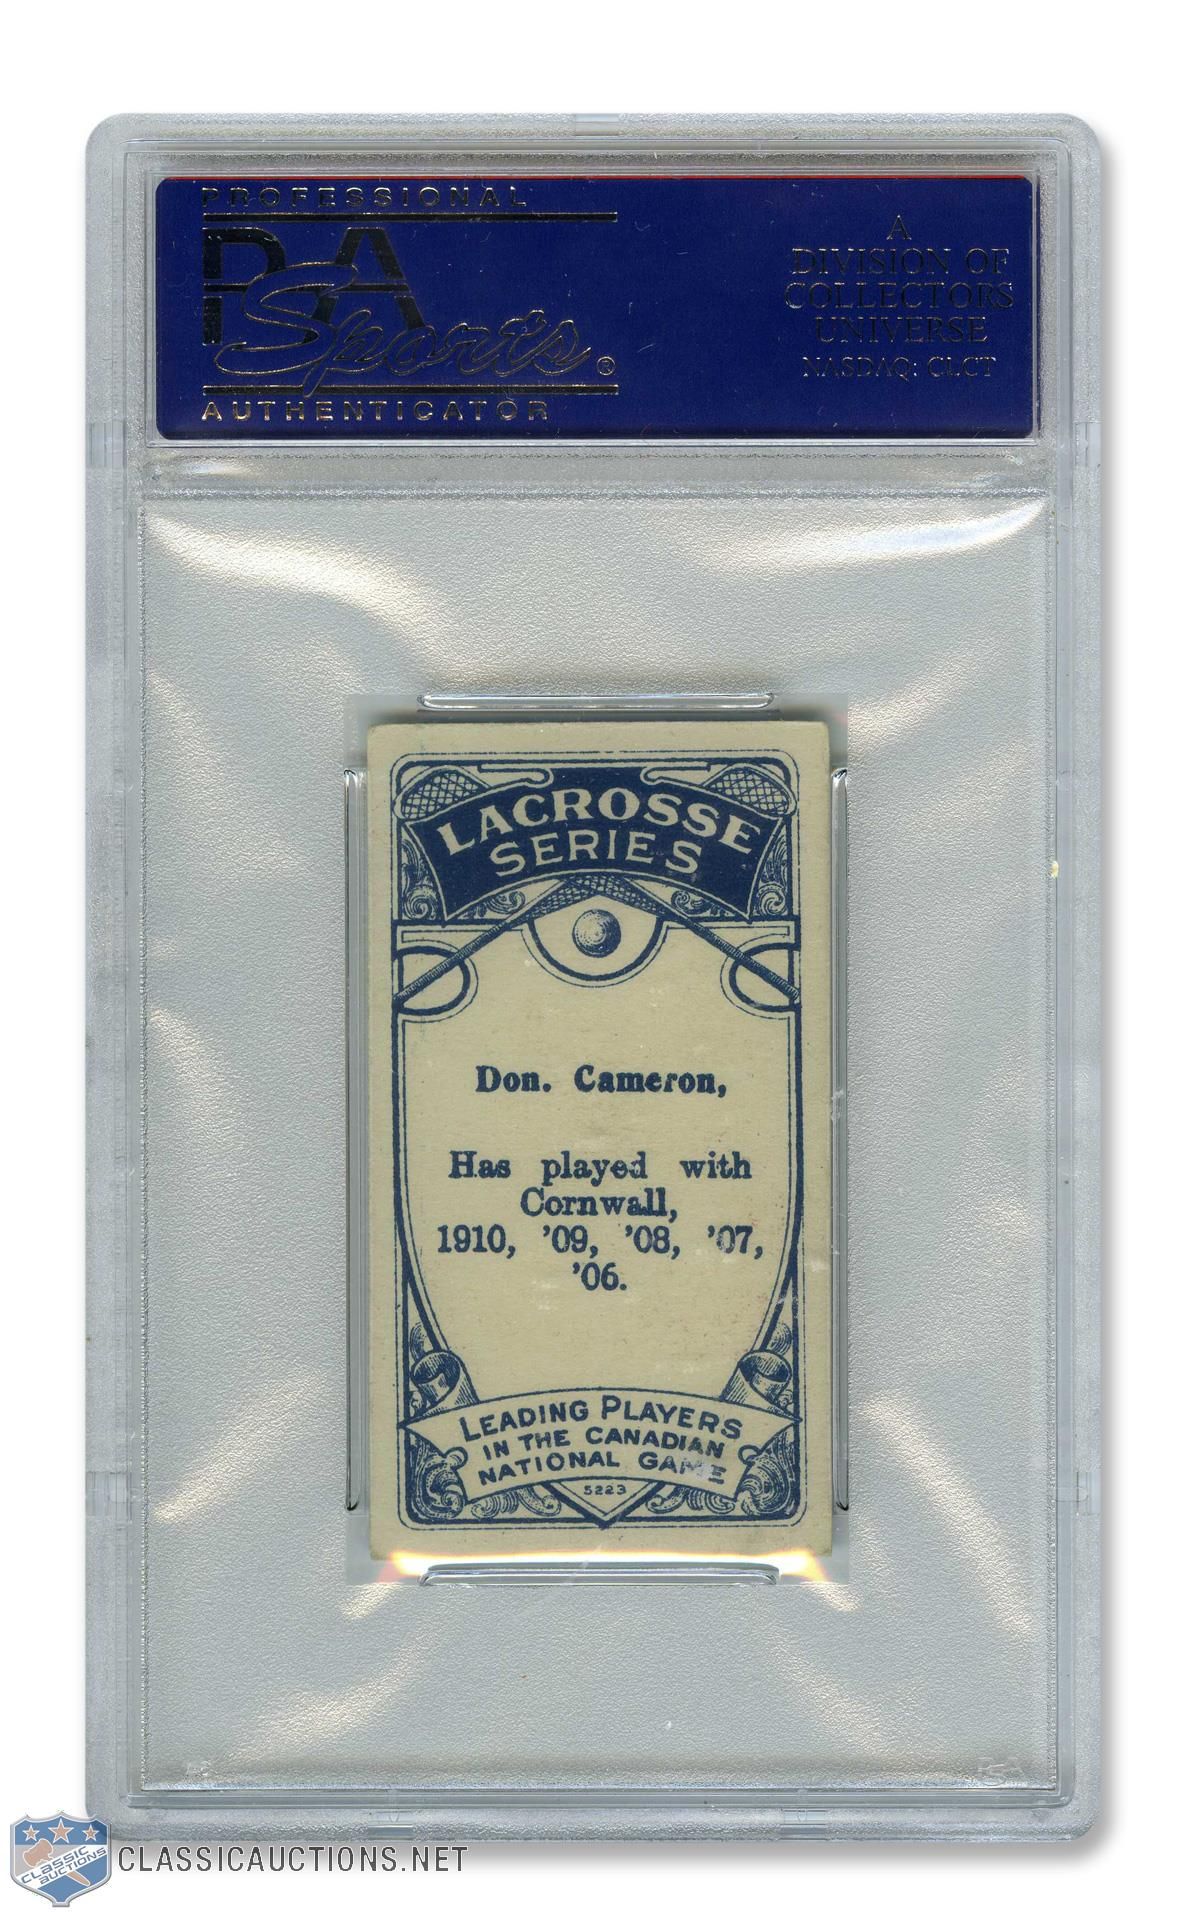 PROFESSIONAL
PSA
Sports®
AUTHENTICATOR
A
DIVISION OF
COLLECTORS
UNIVERSE
NASDAQ: CLCT
LACROSSE
SERIES
Don. Cameron,
Has played with
Cornwall,
1910, '09, '08, '07,
'06.
LEADING PLAYERS
IN THE CANADIAN
NATIONAL GAME
5223
CLASSIC
AUCTIONS
CLASSICAUCTIONS.NET